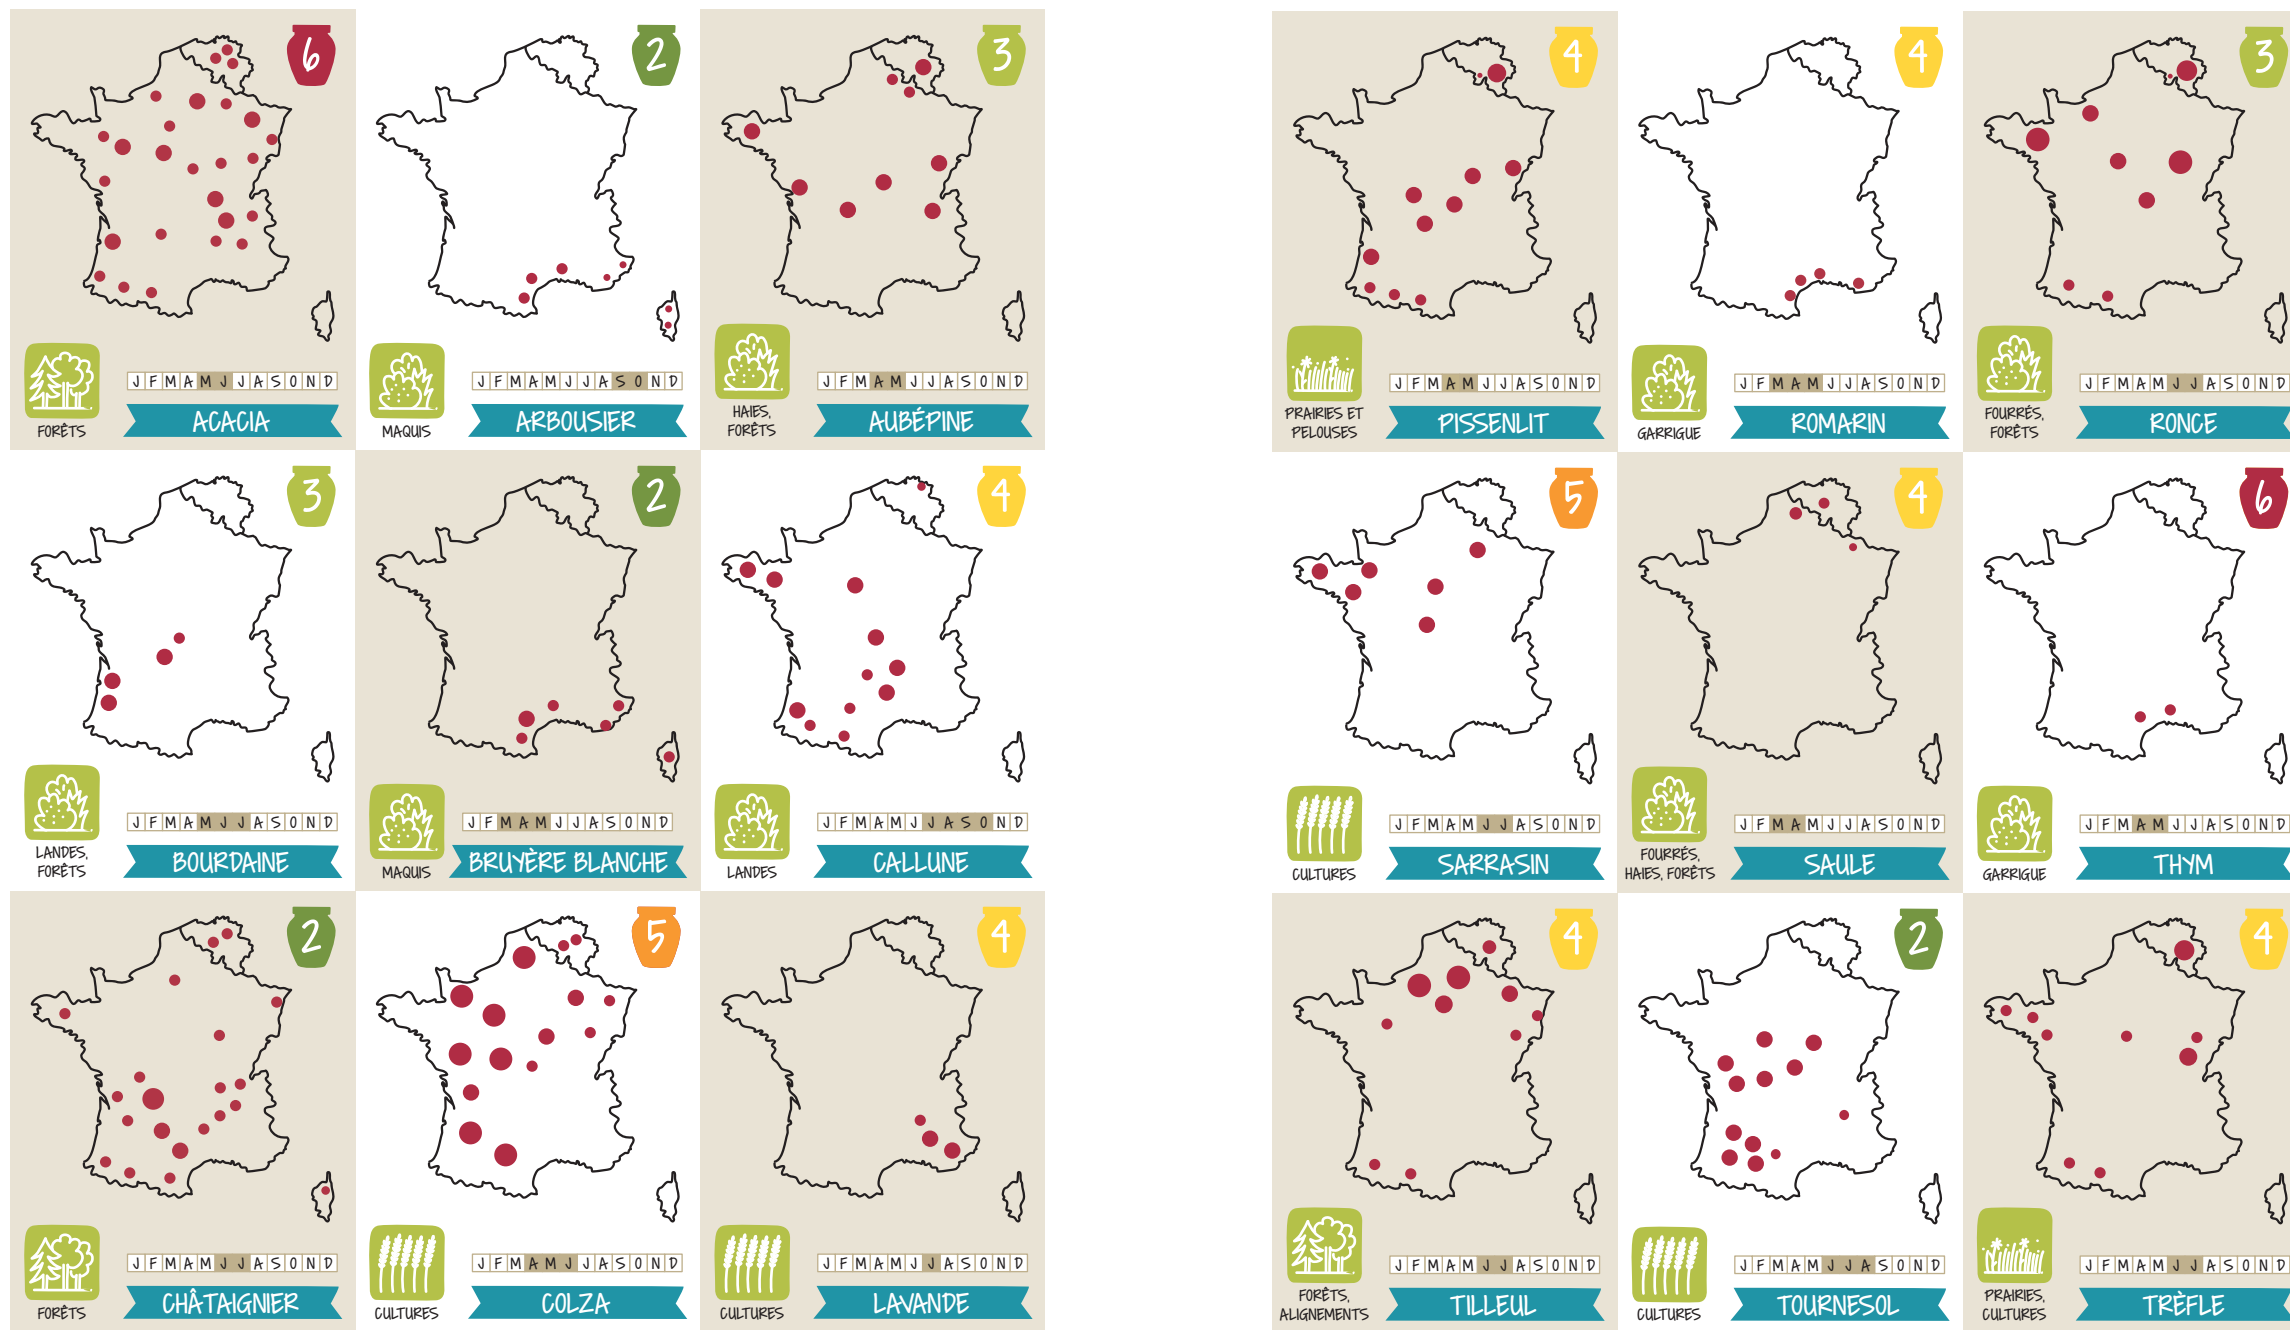 6
2
3
FORÊTS
J F M A M J J A S O N D
ACACIA
MAQUIS
J F M A M J J A S O N D
ARBOUSIER
HAIES,
FORÊTS
J F M A M J J A S O N D
AUBÉPINE
4
4
3
PRAIRIES ET
PELOUSES
J F M A M J J A S O N D
PISSENLIT
GARRIGUE
J F M A M J J A S O N D
ROMARIN
FOURRÉS,
FORÊTS
J F M A M J J A S O N D
RONCE
3
2
4
LANDES,
FORÊTS
J F M A M J J A S O N D
BOURDAINE
MAQUIS
J F M A M J J A S O N D
BRUYÈRE BLANCHE
LANDES
J F M A M J J A S O N D
CALLUNE
5
4
6
CULTURES
J F M A M J J A S O N D
SARRASIN
FOURRÉS,
HAIES, FORÊTS
J F M A M J J A S O N D
SAULE
GARRIGUE
J F M A M J J A S O N D
THYM
2
5
4
FORÊTS
J F M A M J J A S O N D
CHÂTAIGNIER
CULTURES
J F M A M J J A S O N D
COLZA
CULTURES
J F M A M J J A S O N D
LAVANDE
4
2
4
FORÊTS,
ALIGNEMENTS
J F M A M J J A S O N D
TILLEUL
CULTURES
J F M A M J J A S O N D
TOURNESOL
PRAIRIES,
CULTURES
J F M A M J J A S O N D
TRÈFLE